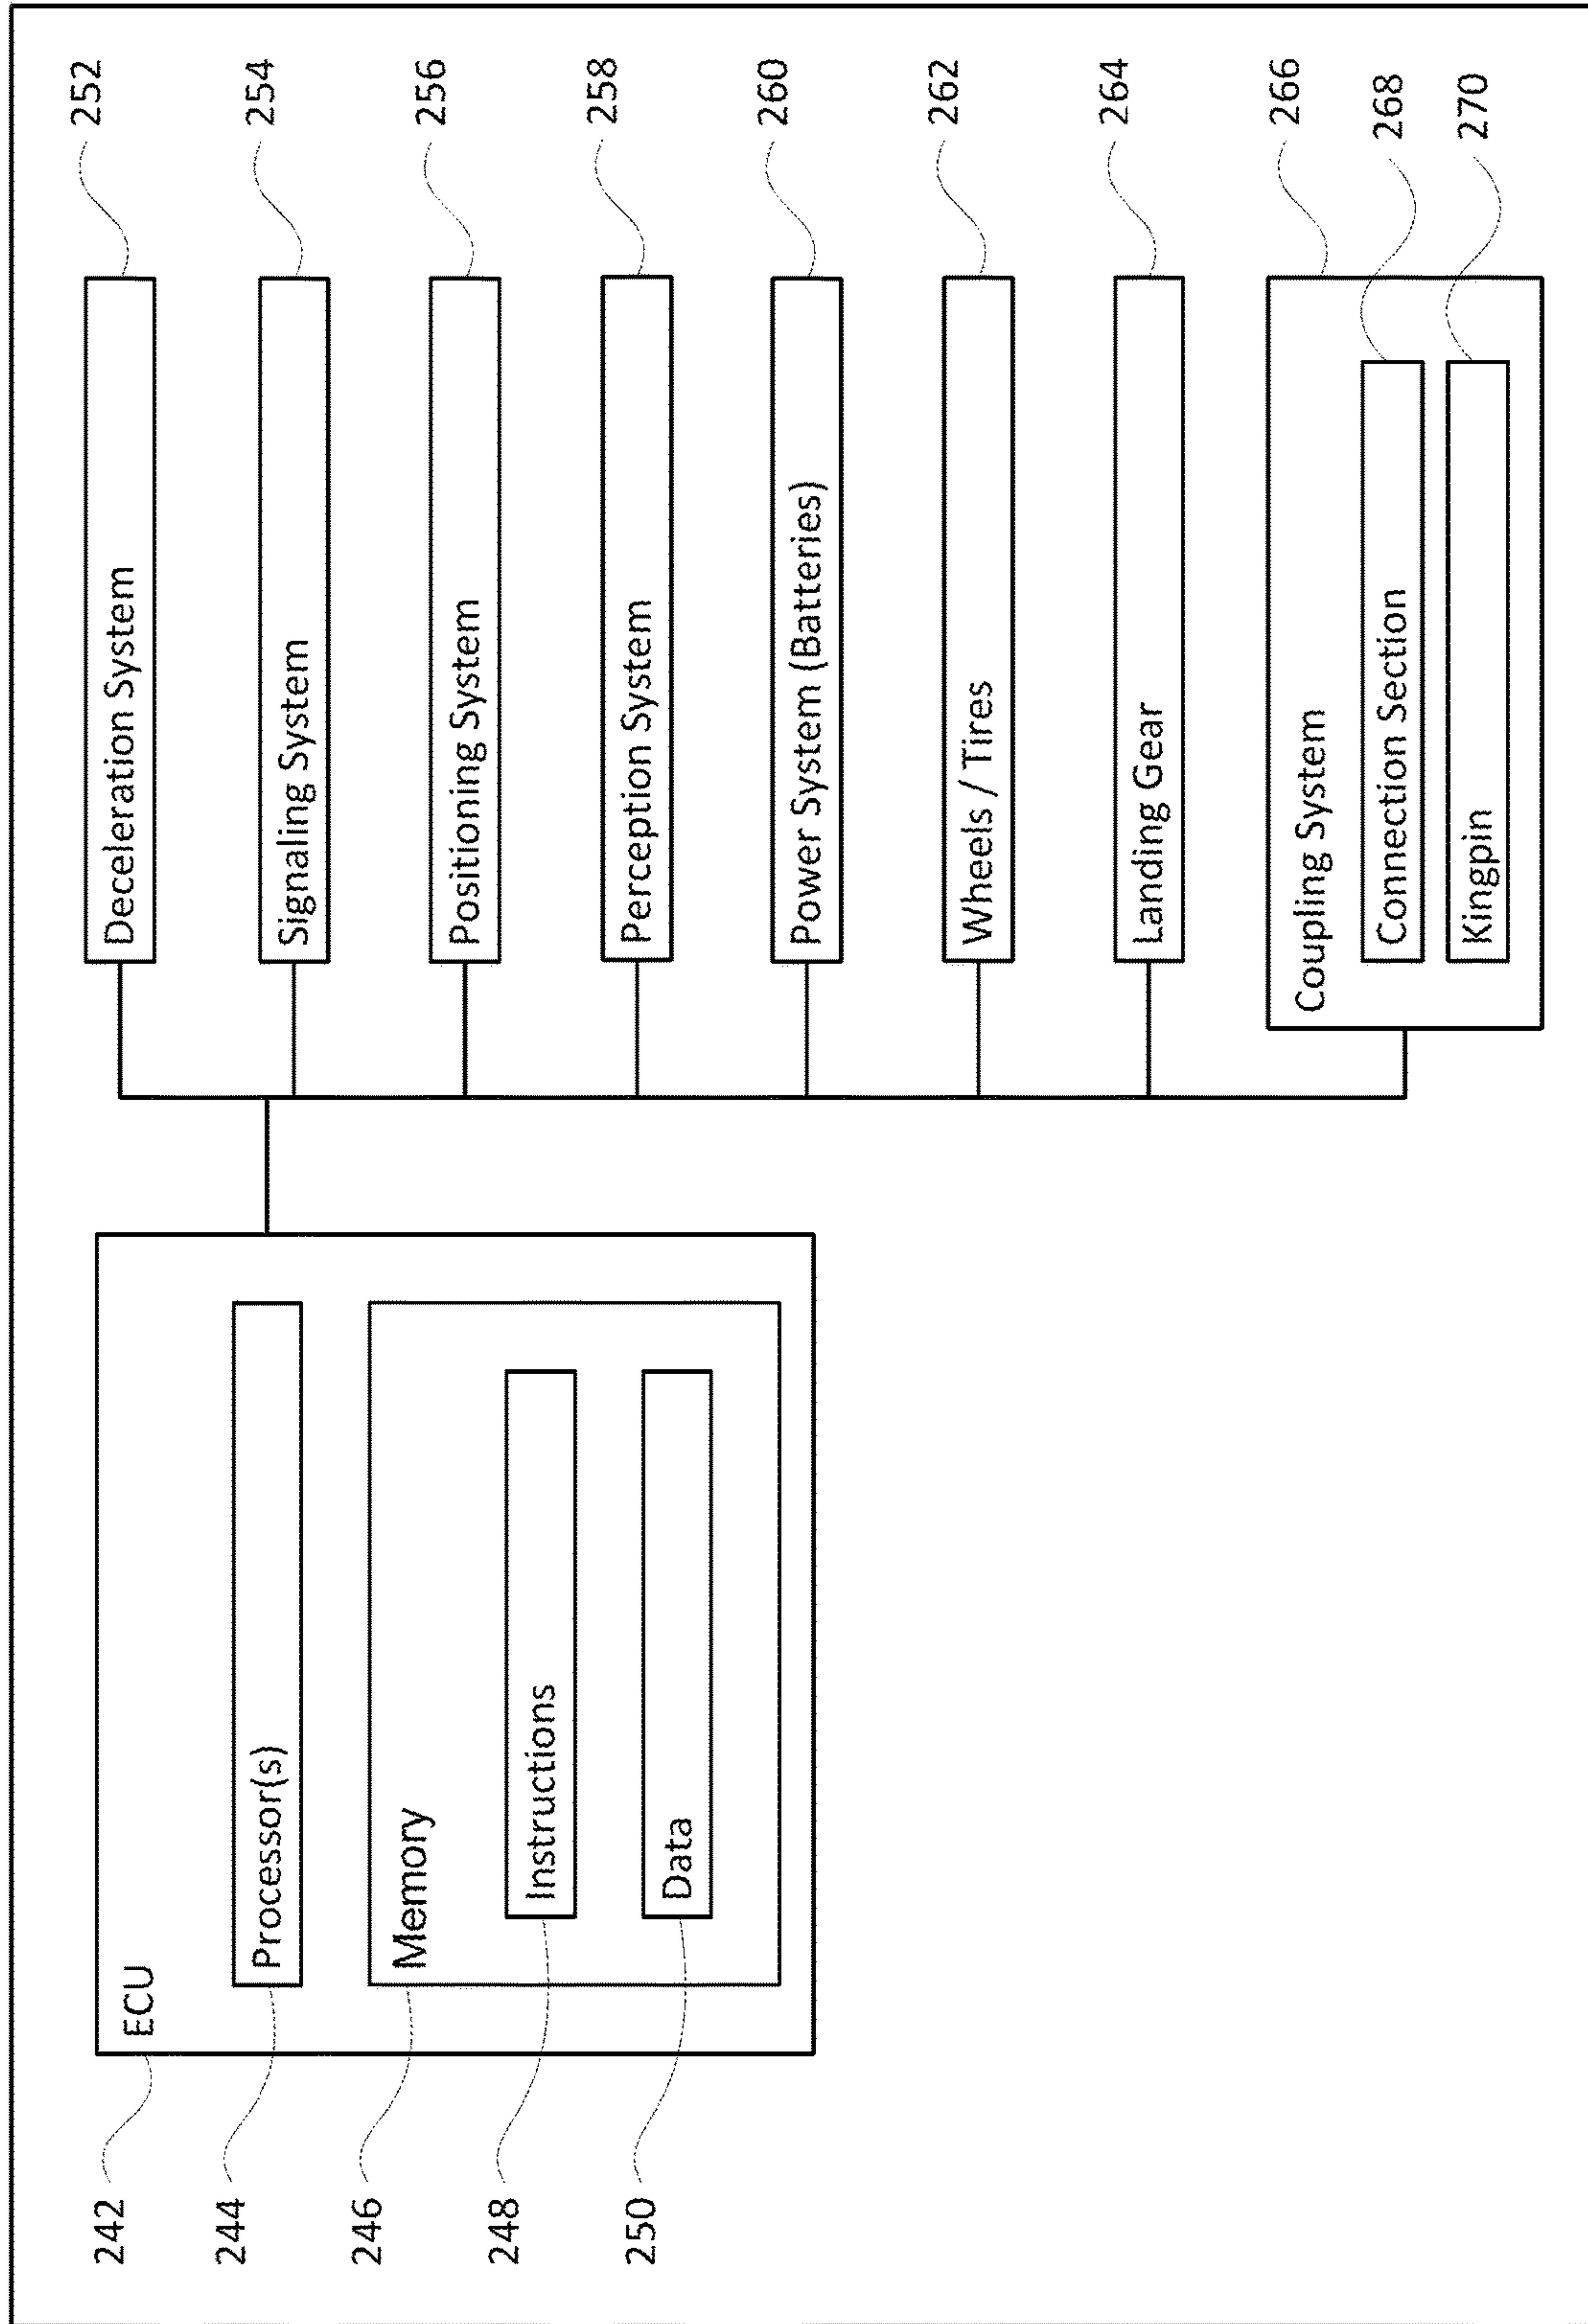 242
ECU
244
Processor(s)
246
Memory
248
Instructions
250
Data
Deceleration System
252
Signaling System
254
Positioning System
256
Perception System
258
Power System (Batteries)
260
Wheels / Tires
262
Landing Gear
264
Coupling System
266
Connection Section
268
Kingpin
270